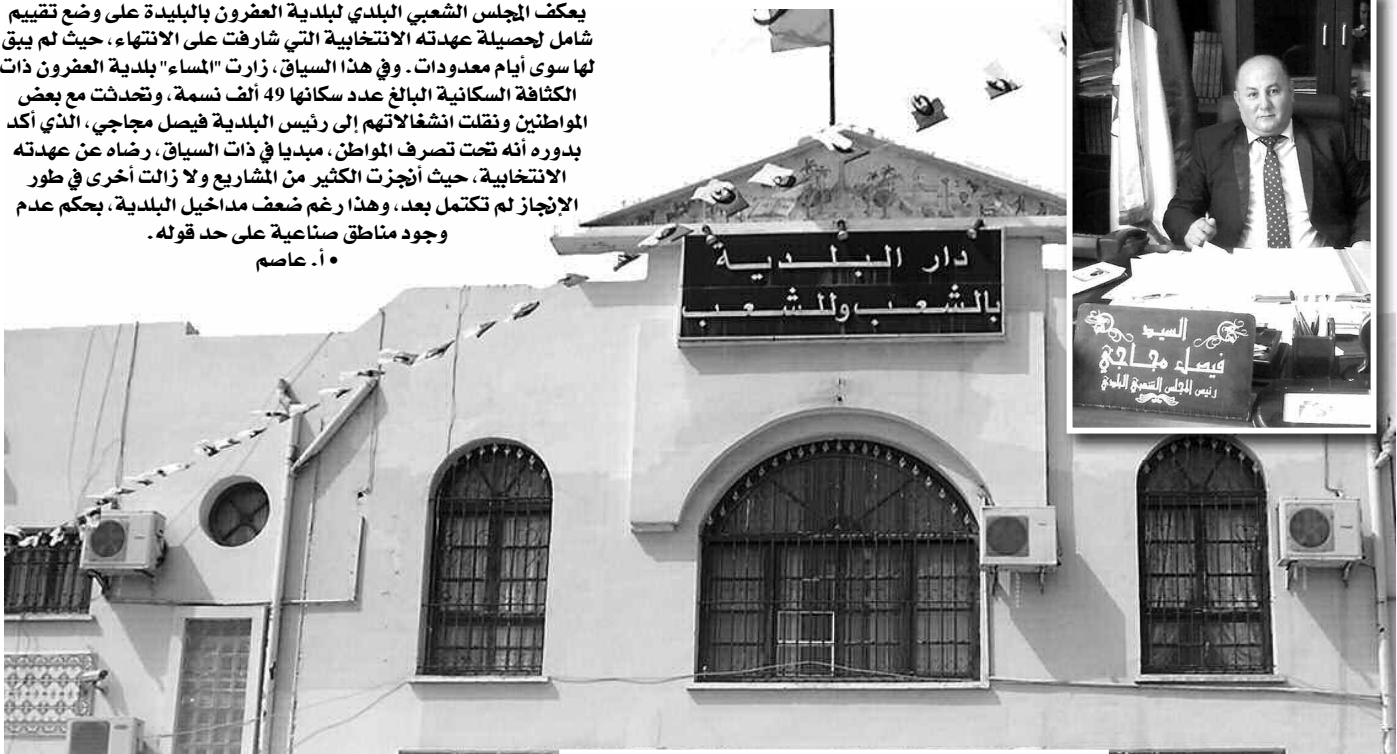 يعكف المجلس الشعبي البلدي لبلدية العفرون بالبليدة على وضع تقييم
شامل لحصيلة عهدته الانتخابية التي شارفت على الانتهاء، حيث لم يبق
لها سوى أيام معدودات. وفي هذا السياق، زارت "المساء" بلدية العفرون ذات
الكثافة السكانية البالغ عدد سكانها 49 ألف نسمة، وتحدثت مع بعض
المواطنين ونقلت انشغالاتهم إلى رئيس البلدية فيصل مجاجي، الذي أكد
بدوره أنه تحت تصرف المواطن، مبديا في ذات السياق، رضاه عن عهدته
الانتخابية، حيث أنجزت الكثير من المشاريع ولا زالت أخرى في طور
الإنجاز لم تكتمل بعد، وهذا رغم ضعف مداخيل البلدية، بحكم عدم
وجود مناطق صناعية على حد قوله.
• أ. عاصم
دار البلدية
بالشعب وللشعب
السيد
فيصل مجاجي
رئيس المجلس الشعبي البلدي